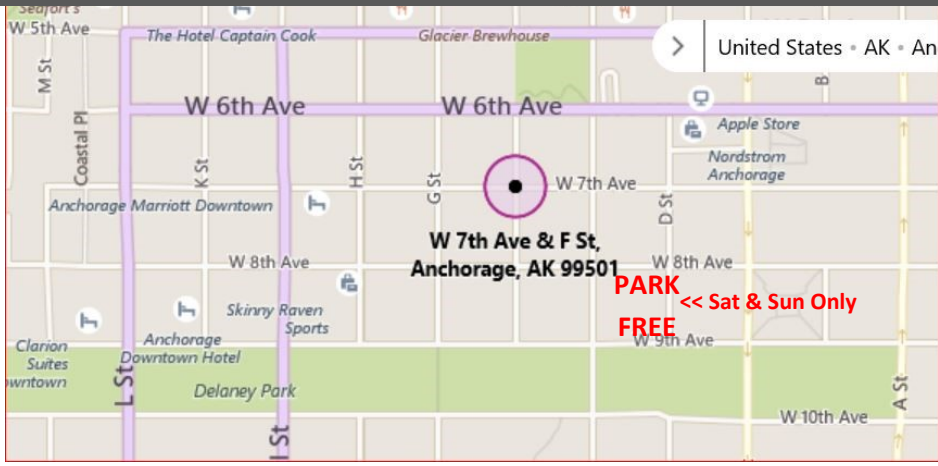 Seafort's
W 5th Ave
The Hotel Captain Cook
Glacier Brewhouse
United States • AK • An
M St
W 6th Ave
W 6th Ave
B
Apple Store
Coastal Pl
K St
H St
G St
W 7th Ave
Nordstrom
Anchorage
D St
Anchorage Marriott Downtown
W 7th Ave & F St,
Anchorage, AK 99501
W 8th Ave
W 8th Ave
PARK
FREE
<< Sat & Sun Only
Skinny Raven
Sports
W 9th Ave
Clarion
Suites
owntown
Anchorage
Downtown Hotel
L St
Delaney Park
A St
W 10th Ave
I St